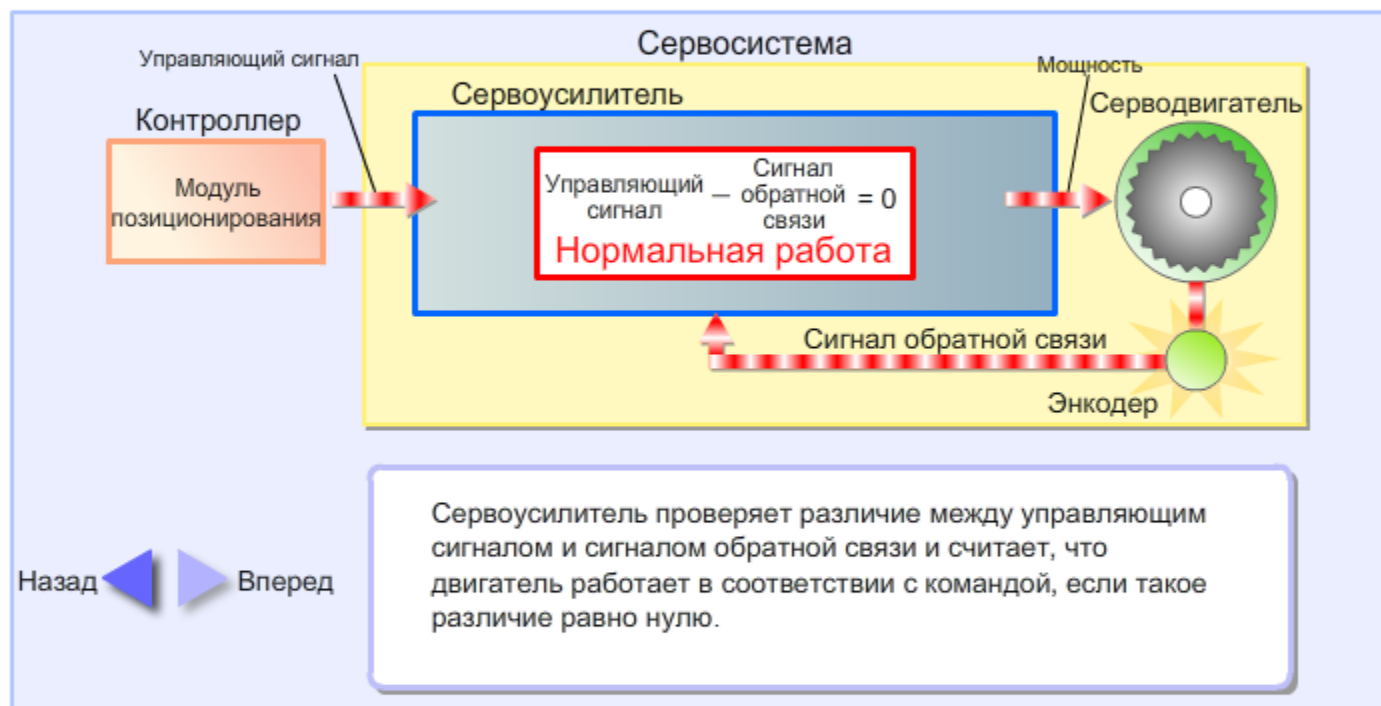 Сервосистема
Управляющий сигнал
Мощность
Сервоусилитель
Серводвигатель
Контроллер
Модуль
позиционирования
Управляющий
сигнал
–
Сигнал
обратной
связи
= 0
Нормальная работа
Сигнал обратной связи
Энкодер
Сервоусилитель проверяет различие между управляющим
сигналом и сигналом обратной связи и считает, что
двигатель работает в соответствии с командой, если такое
различие равно нулю.
Назад
Вперед